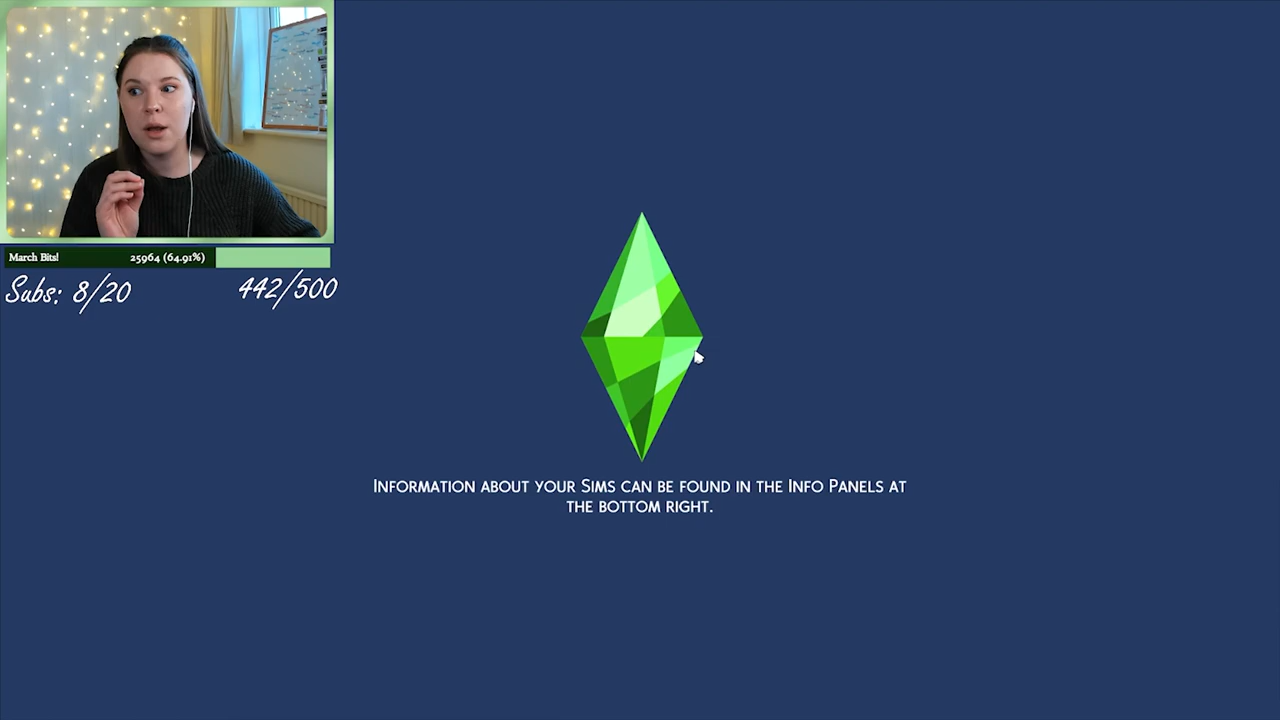 March Bits! 25964 (64.91%)
Subs: 8/20 442/500
Information about your Sims can be found in the Info Panels at
the bottom right.